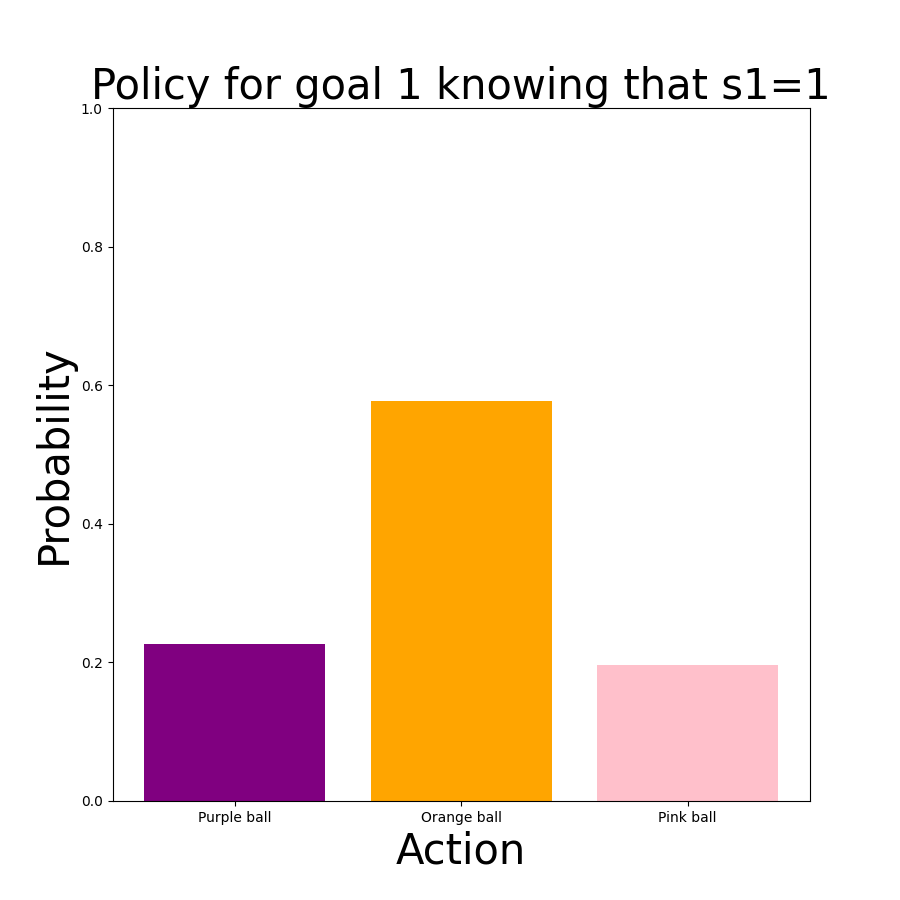 Policy for goal 1 knowing that s1=1
1.0
0.8
0.6
0.4
0.2
0.0
Probability
Purple ball
Orange ball
Pink ball
Action